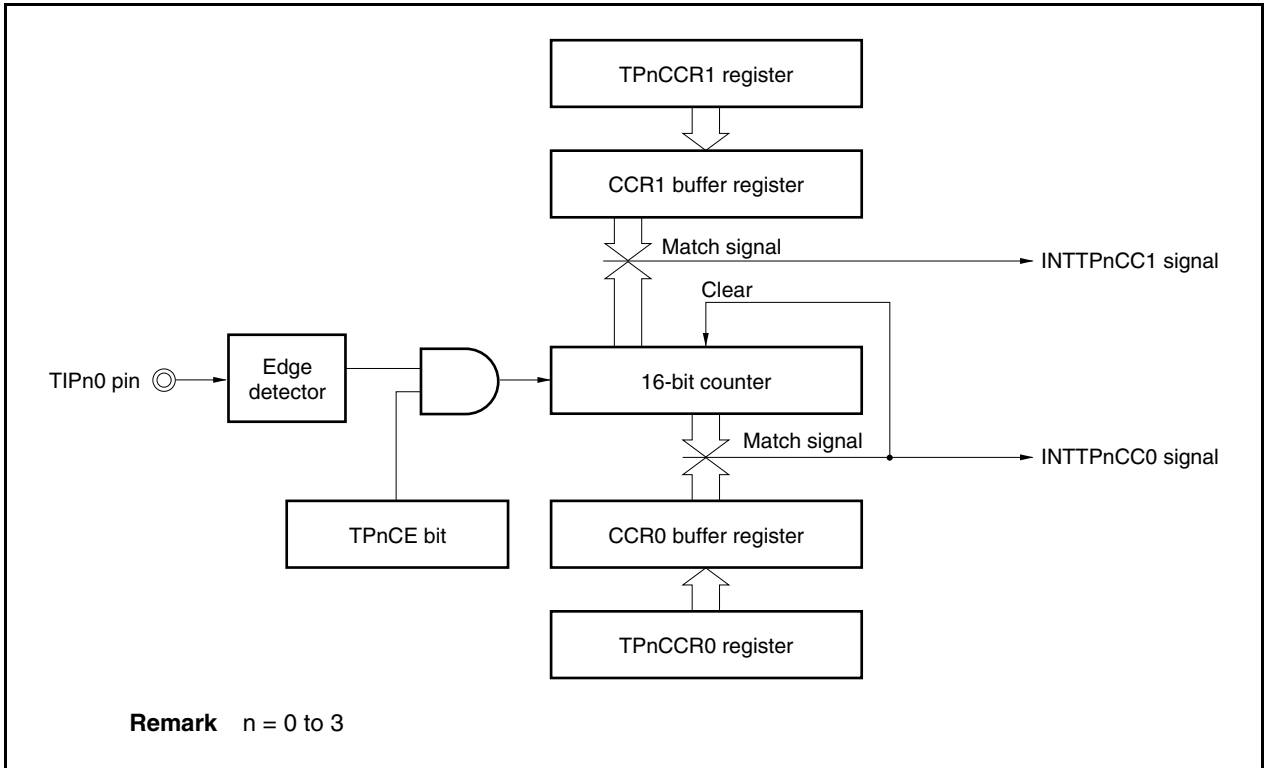 TPnCCR1 register
CCR1 buffer register
Match signal
INTTPnCC1 signal
Clear
TIPn0 pin
Edge
detector
16-bit counter
Match signal
INTTPnCC0 signal
TPnCE bit
CCR0 buffer register
TPnCCR0 register
Remark n = 0 to 3